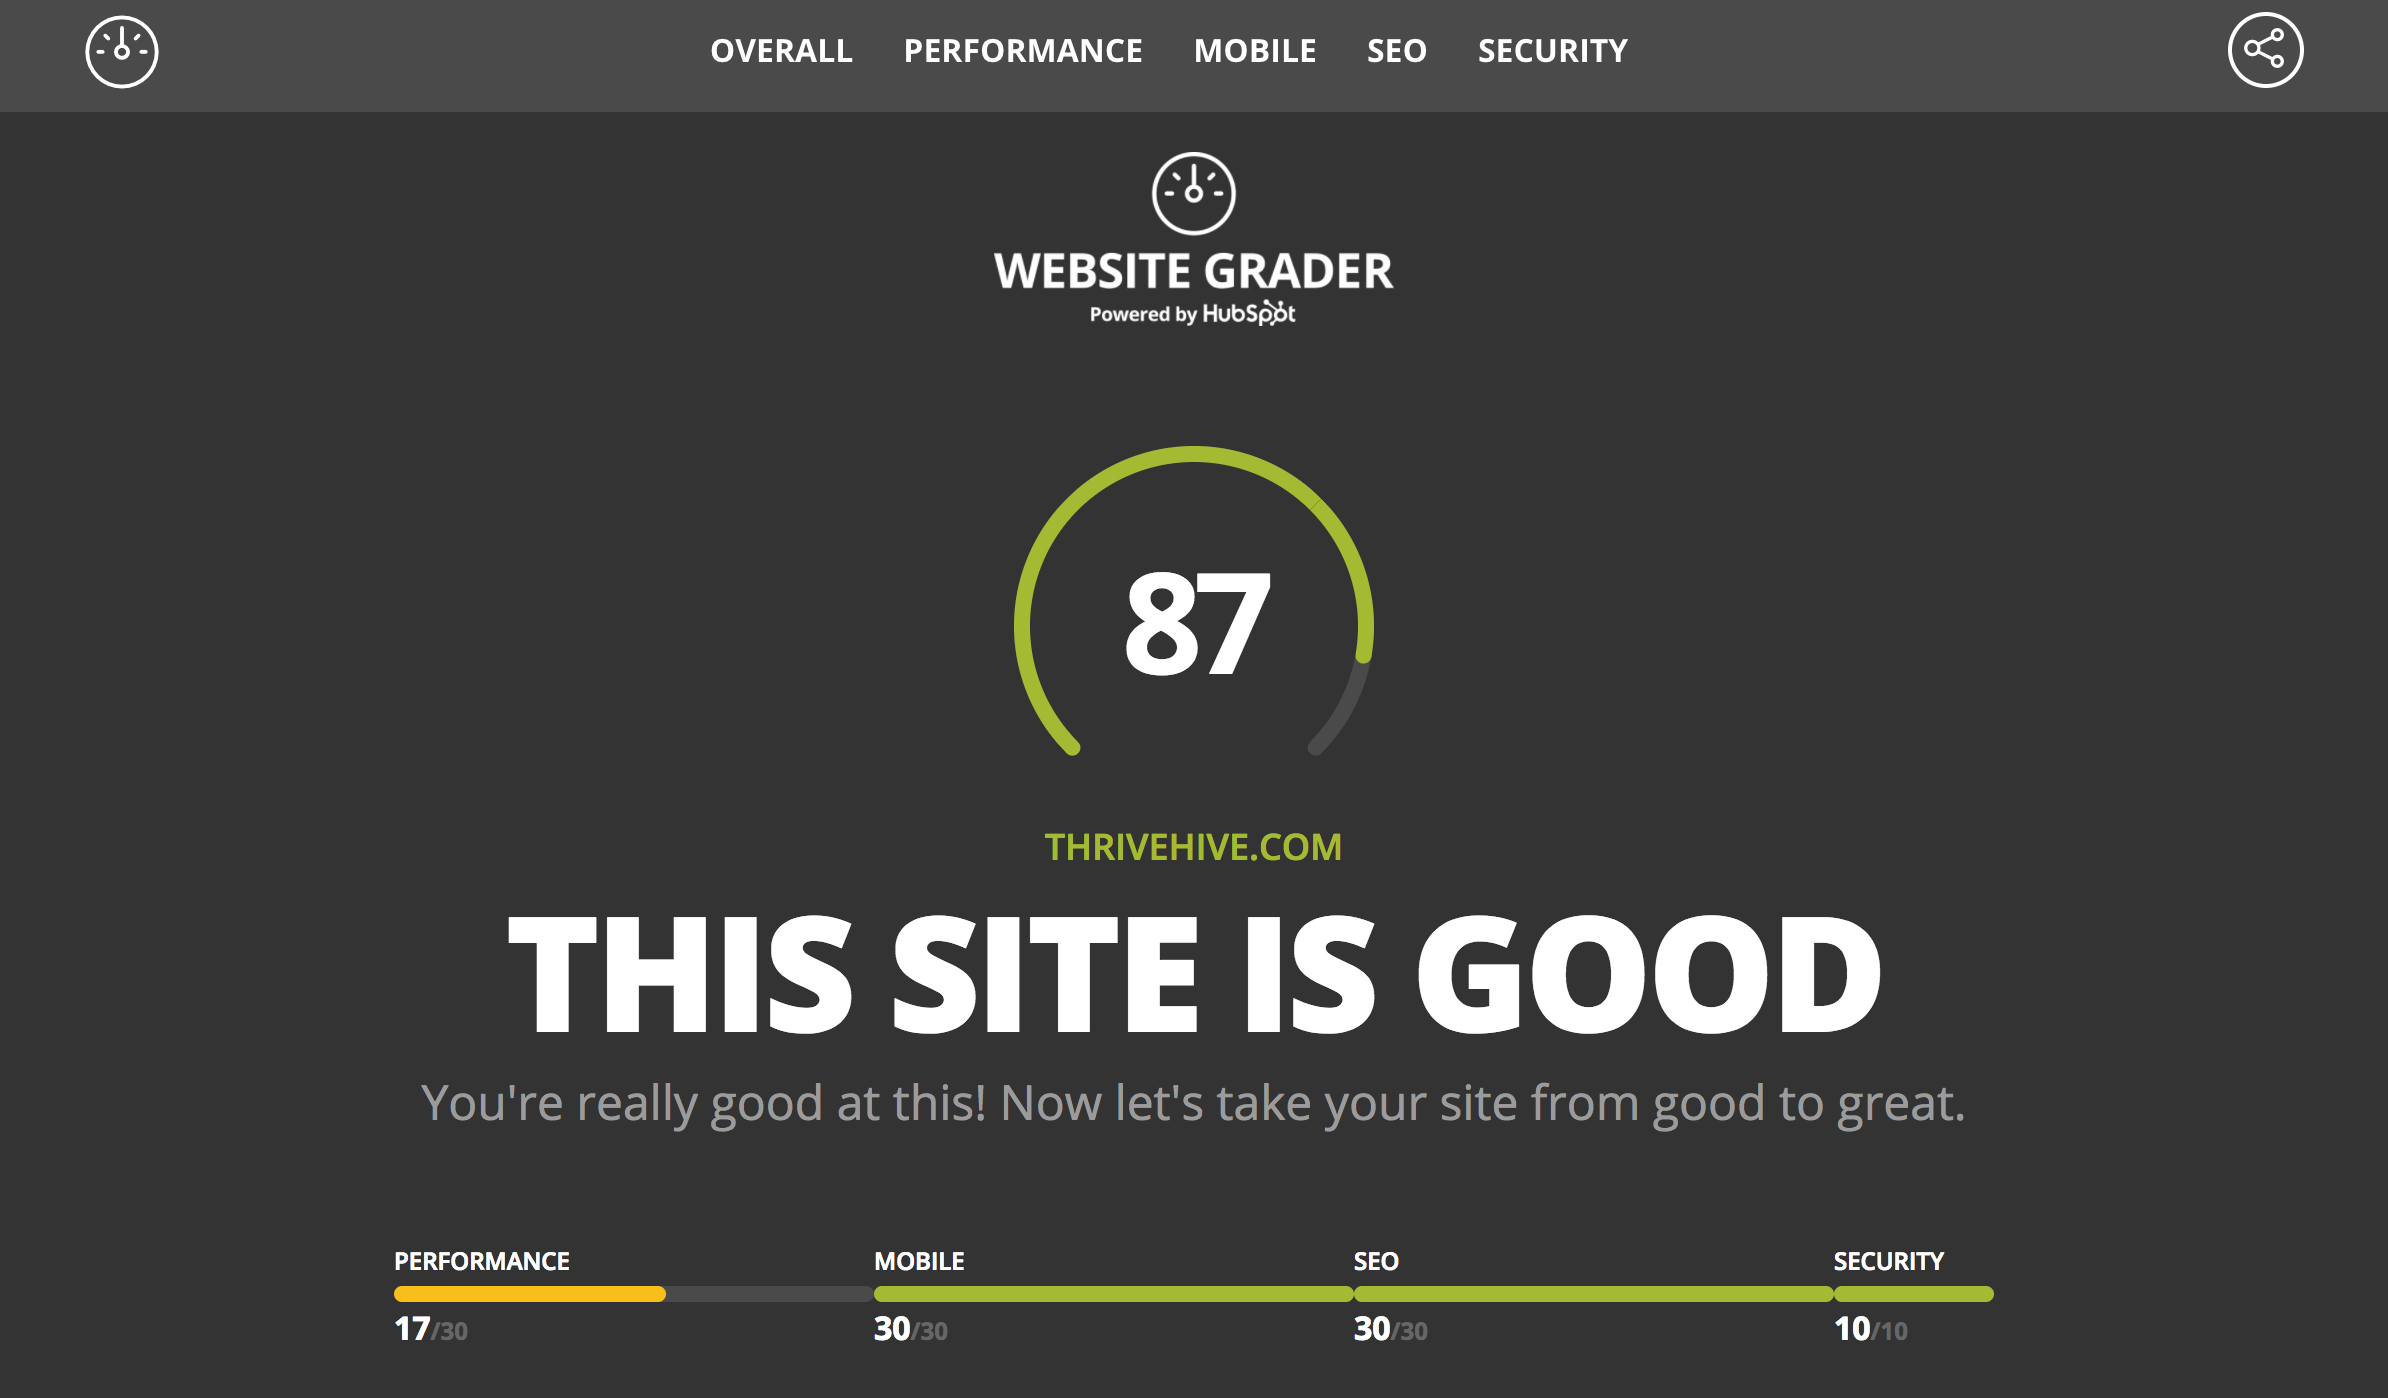 OVERALL PERFORMANCE MOBILE SEO SECURITY
WEBSITE GRADER
Powered by HubSpot
87
THRIVEHIVE.COM
THIS SITE IS GOOD
You're really good at this! Now let's take your site from good to great.
PERFORMANCE MOBILE SEO SECURITY
17/30 30/30 30/30 10/10